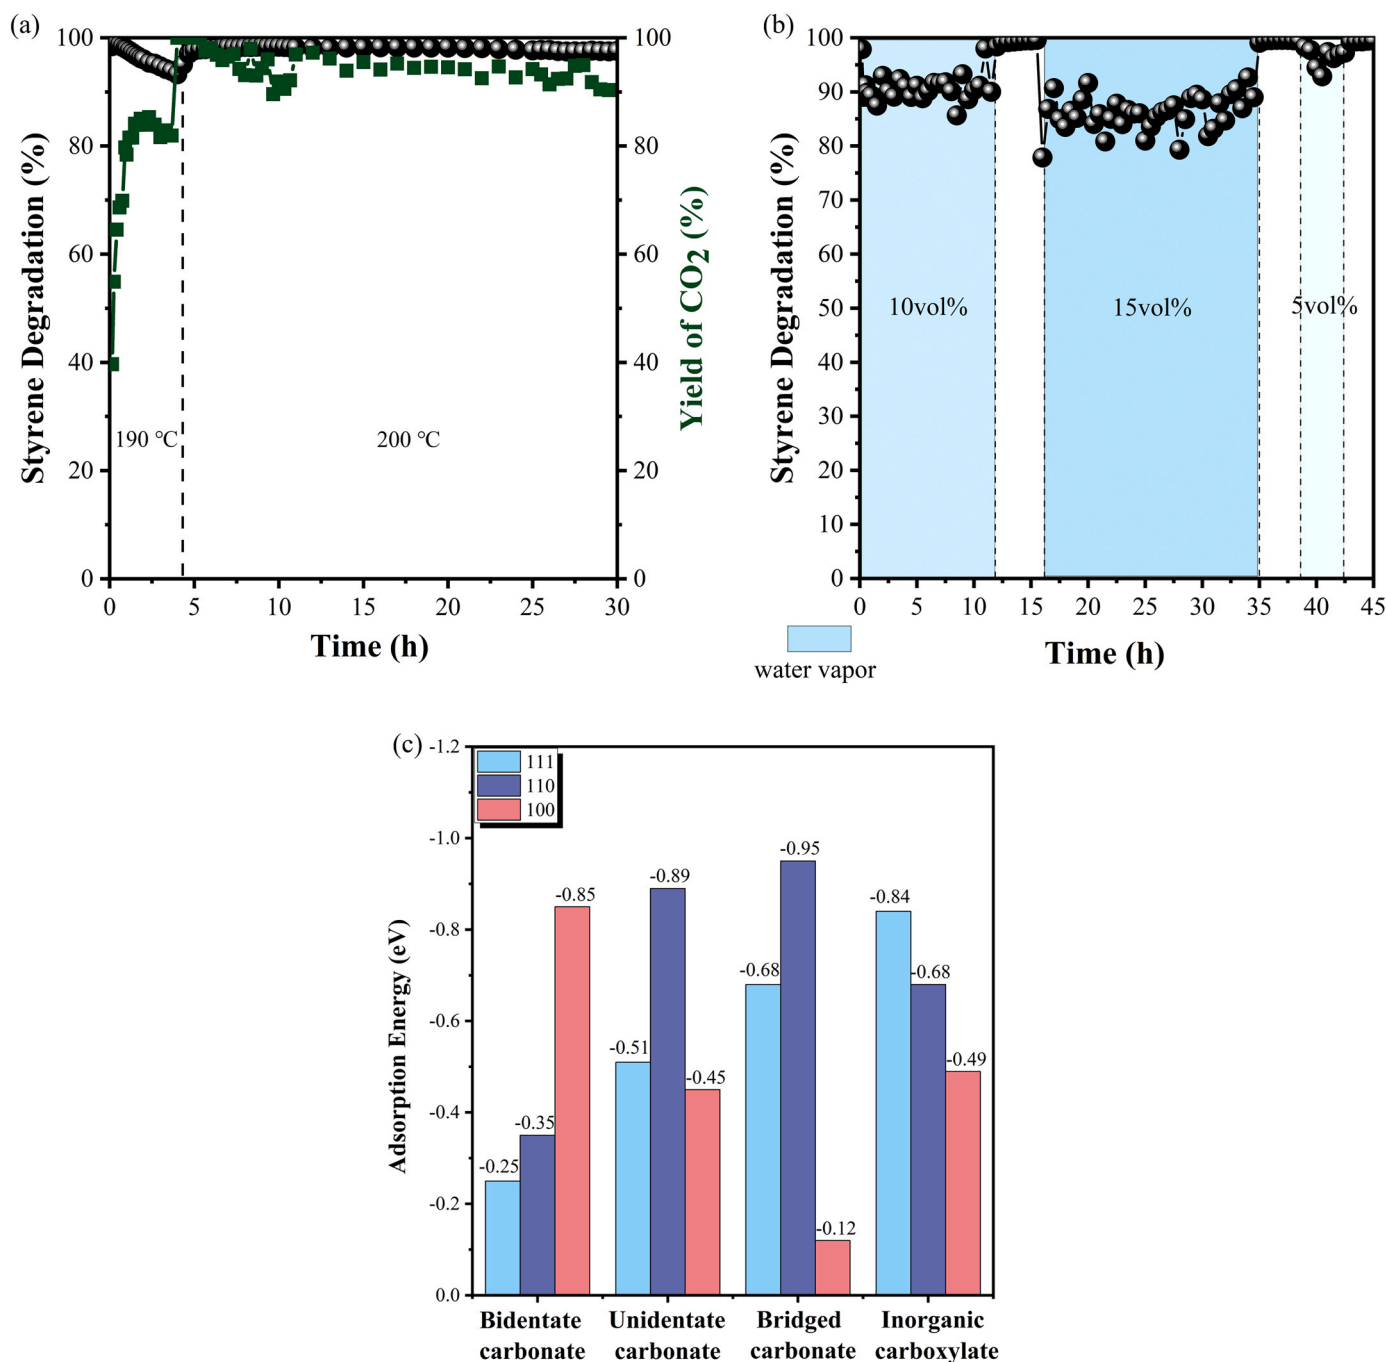 (a)
100
80
60
40
20
0
Styrene Degradation (%)
100
80
60
40
20
0
Yield of CO2 (%)
190 ℃
200 ℃
0 5 10 15 20 25 30
Time (h)
(b)
100
90
80
70
60
50
40
30
20
10
0
Styrene Degradation (%)
10vol%
15vol%
5vol%
0 5 10 15 20 25 30 35 40 45
Time (h)
water vapor
(c)
-1.2
-1.0
-0.8
-0.6
-0.4
-0.2
0.0
Adsorption Energy (eV)
111
110
100
-0.25
-0.35
-0.85
-0.51
-0.89
-0.45
-0.68
-0.95
-0.12
-0.84
-0.68
-0.49
Bidentate
carbonate
Unidentate
carbonate
Bridged
carbonate
Inorganic
carboxylate